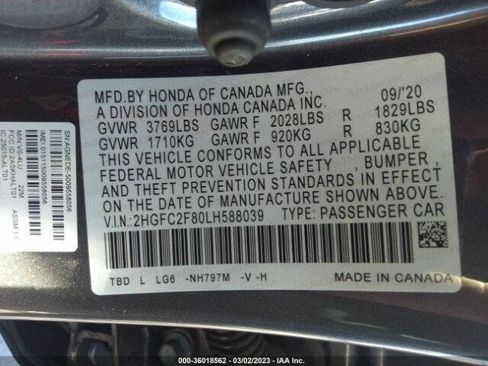 MFD.BY HONDA OF CANADA MFG.,
A DIVISION OF HONDA CANADA INC. 09/'20
GVWR 3769LBS GAWR F 2028LBS R 1829LBS
GVWR 1710KG GAWR F 920KG R 830KG
THIS VEHICLE CONFORMS TO ALL APPLICABLE
FEDERAL MOTOR VEHICLE SAFETY, BUMPER,
AND THEFT PREVENTION STANDARDS IN EFFECT
ON THE DATE OF MANUFACTURE SHOWN ABOVE.
V.I.N.:2HGFC2F80LH588039 TYPE: PASSENGER CAR
TBD L LG6 -NH797M -V -H
MADE IN CANADA
000-36018562 | 03/02/2023 | IAA Inc.